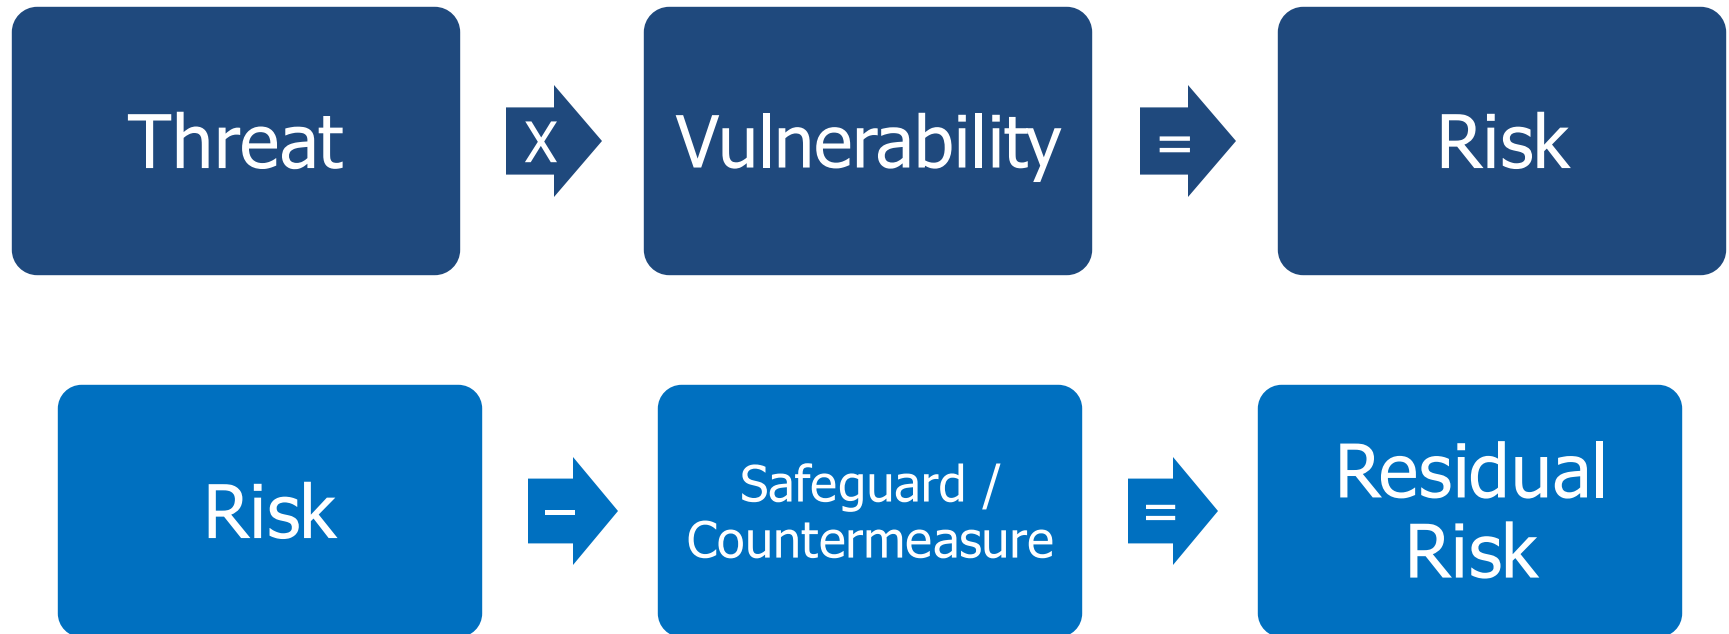 Threat X Vulnerability = Risk
Risk – Safeguard / Countermeasure = Residual Risk